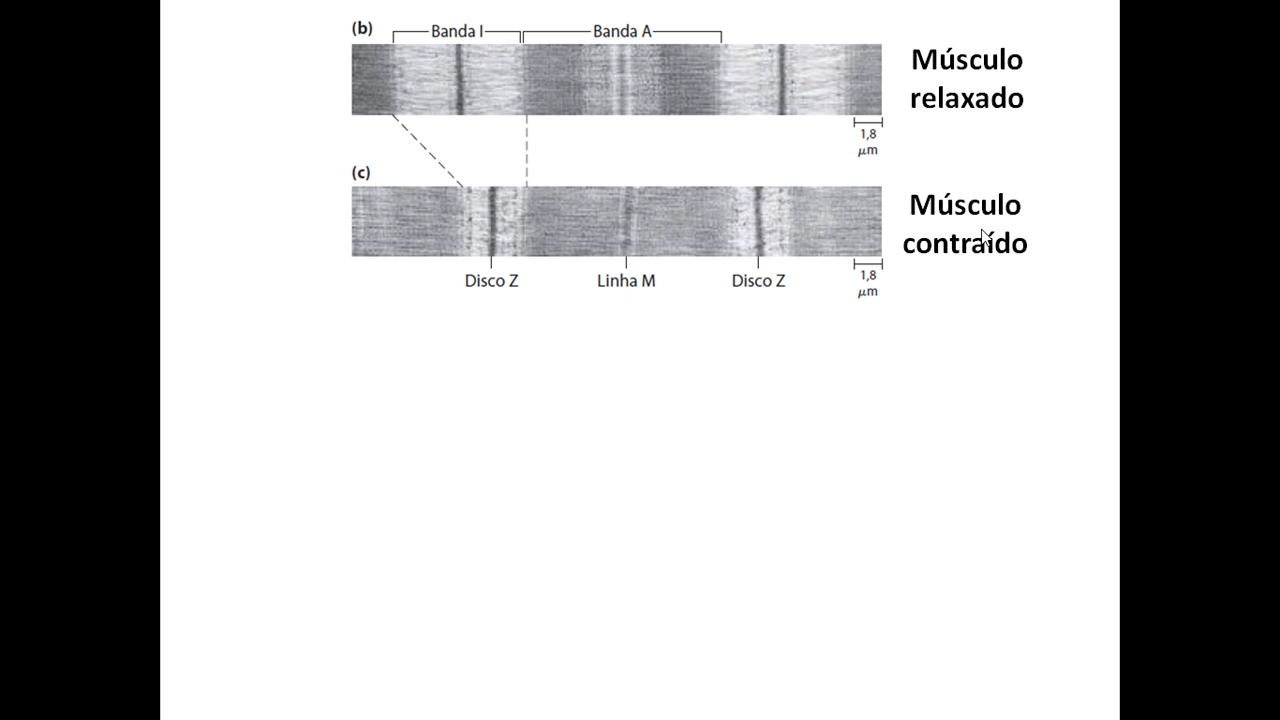 (b)
Banda I
Banda A
Músculo
relaxado
1,8
μm
(c)
Músculo
contraído
Disco Z
Linha M
Disco Z
1,8
μm